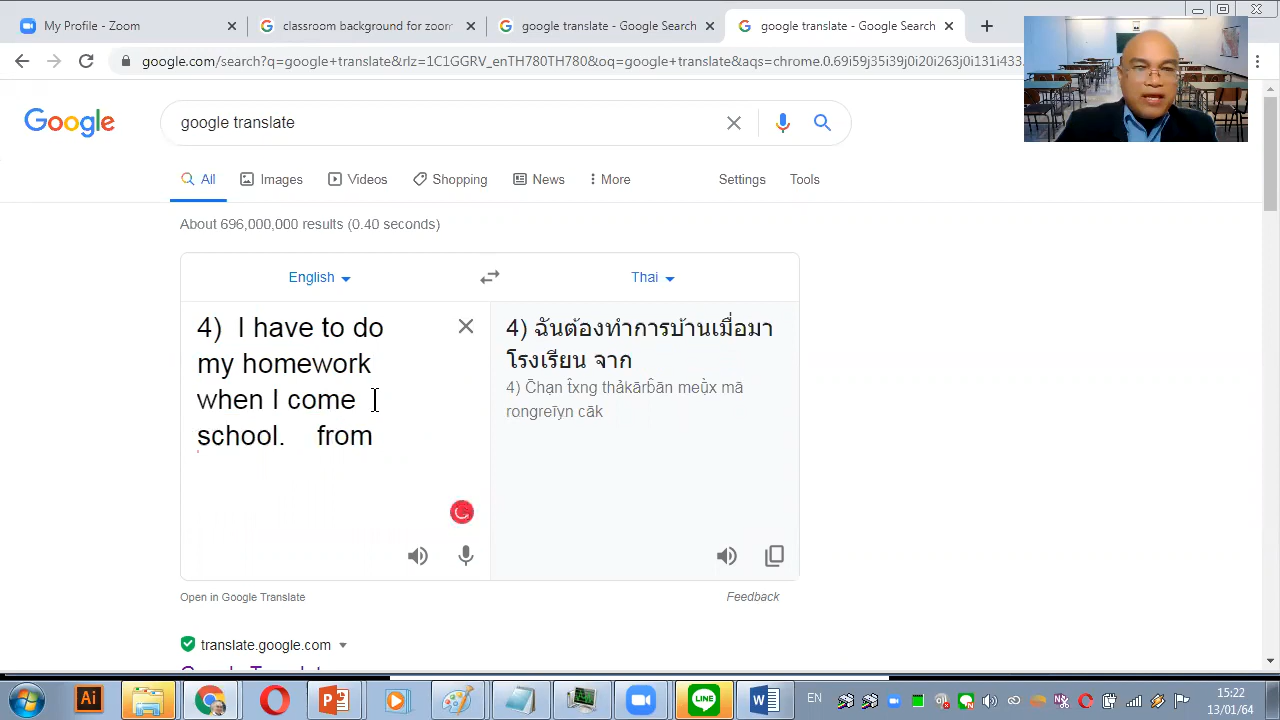 My Profile - Zoom
classroom background for zoom
google translate - Google Search
google translate - Google Search
google.com/search?q=google+translate&rlz=1C1GGRV_enTH780TH780&oq=google+translate&aqs=chrome.0.69i59j35i39j0i20i263j0i131i433.
Google
google translate
All
Images
Videos
Shopping
News
More
Settings
Tools
About 696,000,000 results (0.40 seconds)
English
Thai
4) I have to do
my homework
when I come
school. from
4) ฉันต้องทำการบ้านเมื่อมา
โรงเรียน จาก
4) C̄hạn t̂xng thảkārb̂ān meụ̄̀x mā
rongreīyn cāk
Open in Google Translate
Feedback
translate.google.com
Ai
LINE
EN
15:22
13/01/64